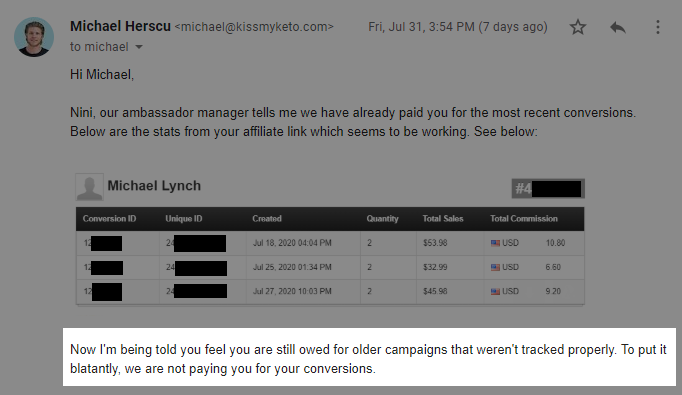 Michael Herscu <michael@kissmyketo.com> Fri, Jul 31, 3:54 PM (7 days ago)
to michael
Hi Michael,
Nini, our ambassador manager tells me we have already paid you for the most recent conversions.
Below are the stats from your affiliate link which seems to be working. See below:
Michael Lynch #4
Conversion ID Unique ID Created Quantity Total Sales Total Commission
12 24 Jul 18, 2020 04:04 PM 2 $53.98 USD 10.80
12 24 Jul 25, 2020 01:34 PM 2 $32.99 USD 6.60
12 24 Jul 27, 2020 10:03 PM 2 $45.98 USD 9.20
Now I'm being told you feel you are still owed for older campaigns that weren't tracked properly. To put it
blatantly, we are not paying you for your conversions.